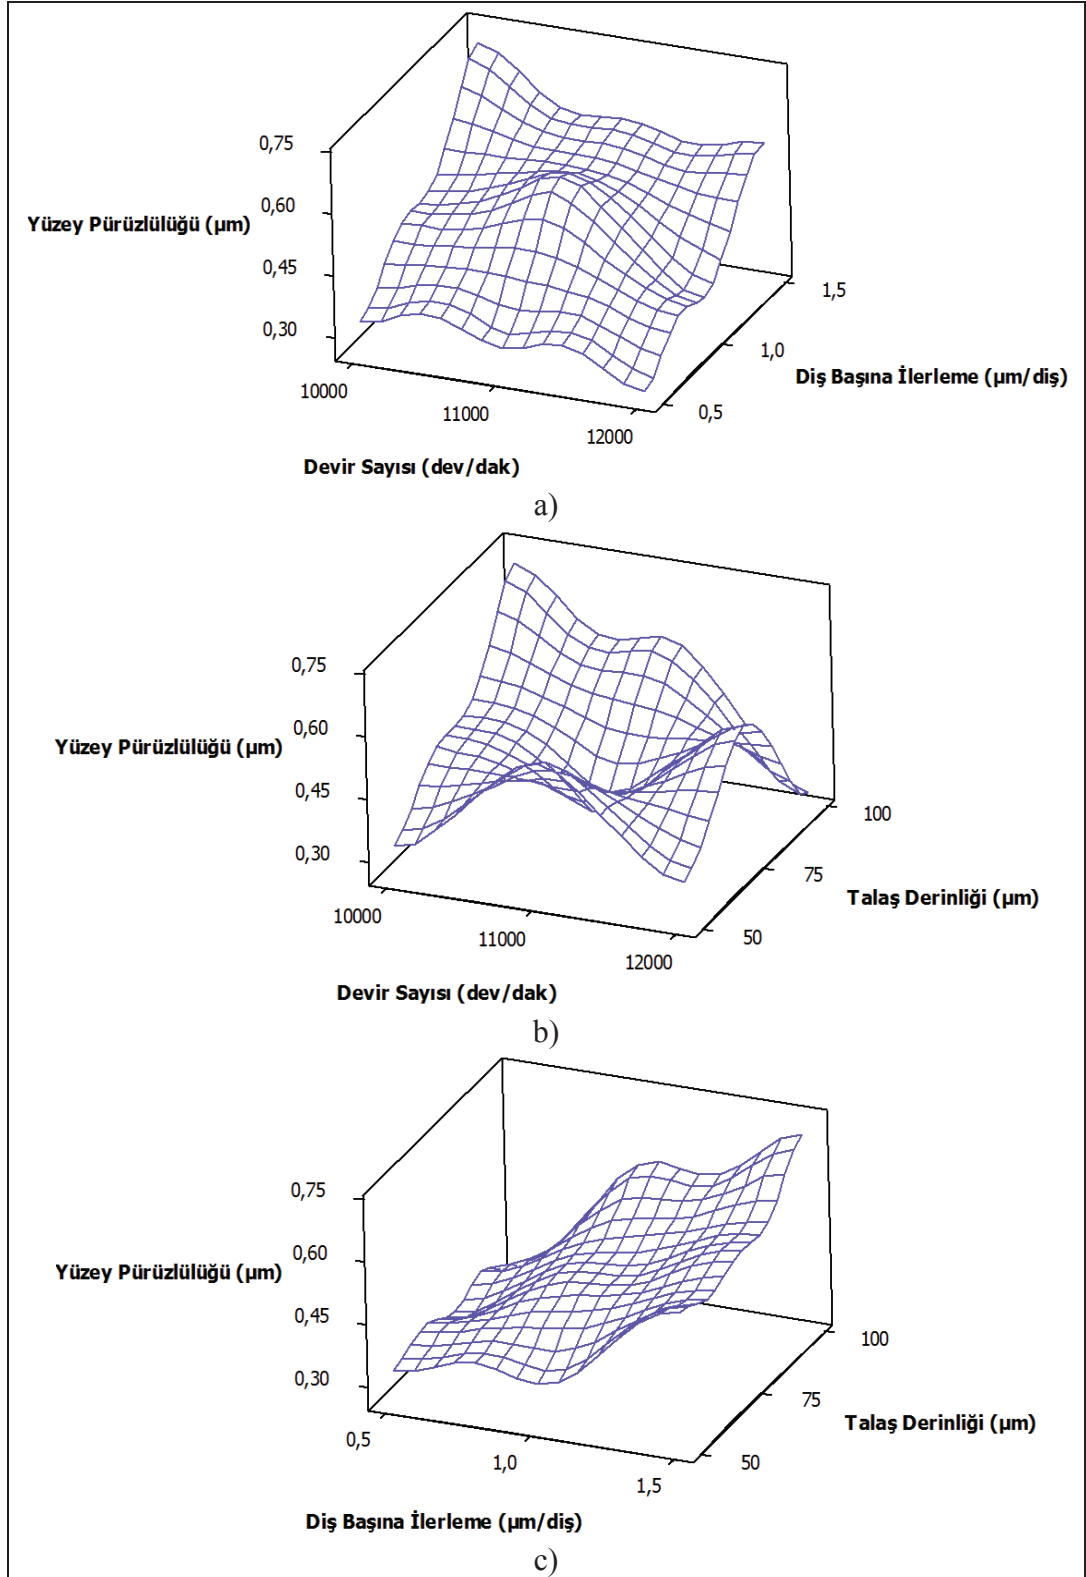 0,75
0,60
Yüzey Pürüzlülüğü (µm)
0,45
0,30
10000
11000
12000
Devir Sayısı (dev/dak)
0,5
1,0
1,5
Diş Başına İlerleme (µm/diş)
a)
0,75
0,60
Yüzey Pürüzlülüğü (µm)
0,45
0,30
10000
11000
12000
Devir Sayısı (dev/dak)
50
75
100
Talaş Derinliği (µm)
b)
0,75
0,60
Yüzey Pürüzlülüğü (µm)
0,45
0,30
0,5
1,0
1,5
Diş Başına İlerleme (µm/diş)
50
75
100
Talaş Derinliği (µm)
c)